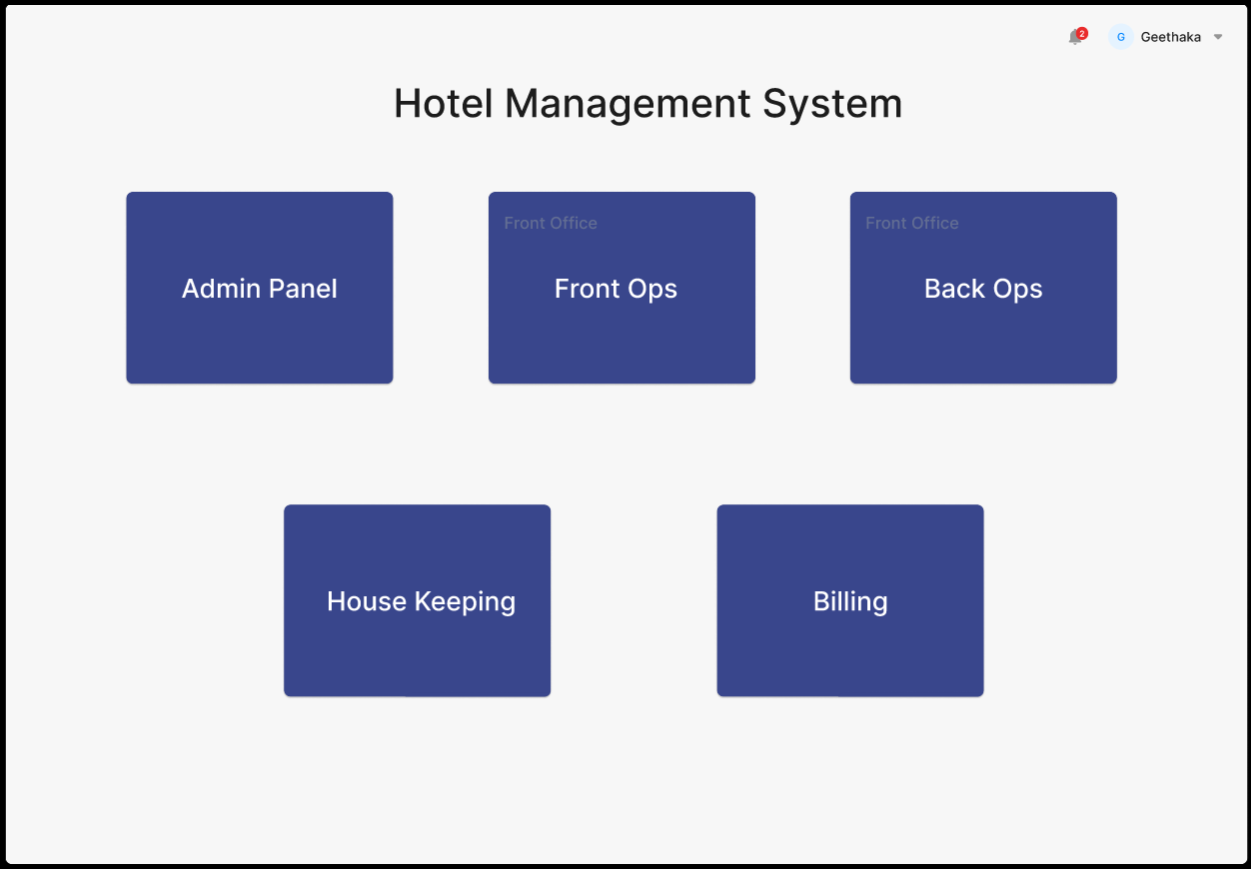 2
G Geethaka
Hotel Management System
Admin Panel
Front Office
Front Ops
Front Office
Back Ops
House Keeping
Billing